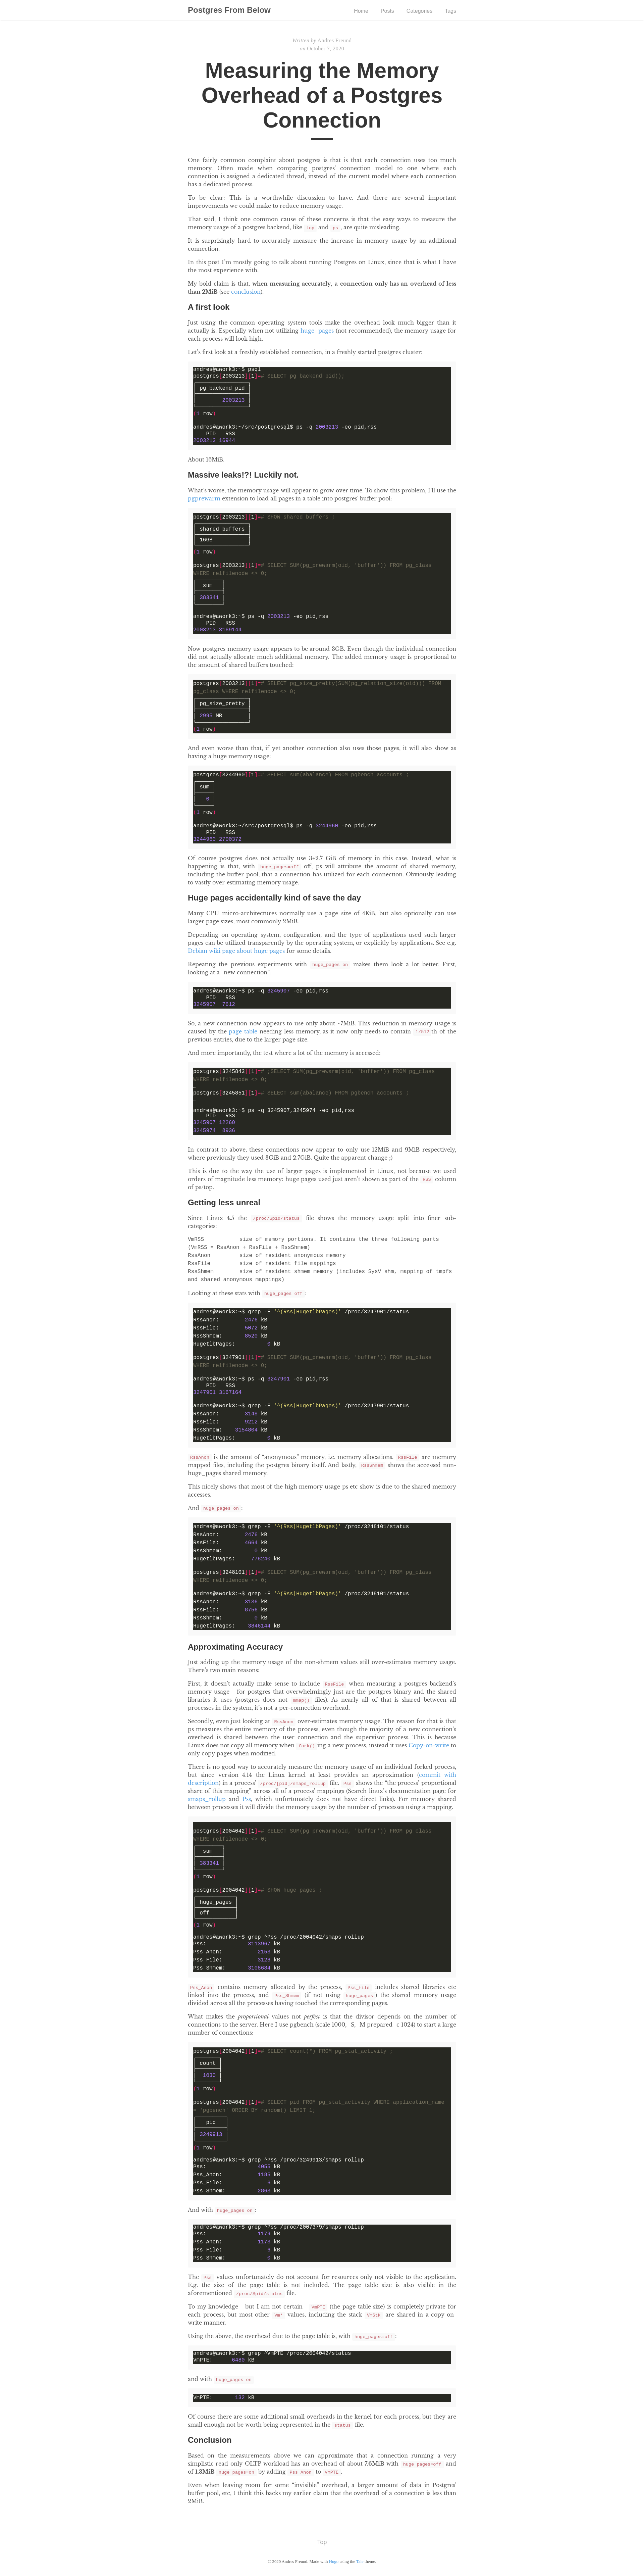 Postgres From Below
Home Posts Categories Tags
Written by Andres Freund
on October 7, 2020
Measuring the Memory
Overhead of a Postgres
Connection
One fairly common complaint about postgres is that is that each connection uses too much
memory. Often made when comparing postgres' connection model to one where each
connection is assigned a dedicated thread, instead of the current model where each connection
has a dedicated process.
To be clear: This is a worthwhile discussion to have. And there are several important
improvements we could make to reduce memory usage.
That said, I think one common cause of these concerns is that the easy ways to measure the
memory usage of a postgres backend, like top and ps, are quite misleading.
It is surprisingly hard to accurately measure the increase in memory usage by an additional
connection.
In this post I'm mostly going to talk about running Postgres on Linux, since that is what I have
the most experience with.
My bold claim is that, when measuring accurately, a connection only has an overhead of less
than 2MiB (see conclusion).
A first look
Just using the common operating system tools make the overhead look much bigger than it
actually is. Especially when not utilizing huge_pages (not recommended), the memory usage for
each process will look high.
Let's first look at a freshly established connection, in a freshly started postgres cluster:
andres@awork3:~$ psql
postgres[2003213][1]=# SELECT pg_backend_pid();
pg_backend_pid
2003213
(1 row)
andres@awork3:~/src/postgresql$ ps -q 2003213 -eo pid,rss
PID RSS
2003213 16944
About 16MiB.
Massive leaks!?! Luckily not.
What's worse, the memory usage will appear to grow over time. To show this problem, I'll use the
pgprewarm extension to load all pages in a table into postgres' buffer pool:
postgres[2003213][1]=# SHOW shared_buffers ;
shared_buffers
16GB
(1 row)
postgres[2003213][1]=# SELECT SUM(pg_prewarm(oid, 'buffer')) FROM pg_class
WHERE relfilenode <> 0;
sum
383341
andres@awork3:~$ ps -q 2003213 -eo pid,rss
PID RSS
2003213 3169144
Now postgres memory usage appears to be around 3GB. Even though the individual connection
did not actually allocate much additional memory. The added memory usage is proportional to
the amount of shared buffers touched:
postgres[2003213][1]=# SELECT pg_size_pretty(SUM(pg_relation_size(oid))) FROM
pg_class WHERE relfilenode <> 0;
pg_size_pretty
2995 MB
(1 row)
And even worse than that, if yet another connection also uses those pages, it will also show as
having a huge memory usage:
postgres[3244960][1]=# SELECT sum(abalance) FROM pgbench_accounts ;
sum
0
(1 row)
andres@awork3:~/src/postgresql$ ps -q 3244960 -eo pid,rss
PID RSS
3244960 2700372
Of course postgres does not actually use 3+2.7 GiB of memory in this case. Instead, what is
happening is that, with huge_pages=off off, ps will attribute the amount of shared memory,
including the buffer pool, that a connection has utilized for each connection. Obviously leading
to vastly over-estimating memory usage.
Huge pages accidentally kind of save the day
Many CPU micro-architectures normally use a page size of 4KiB, but also optionally can use
larger page sizes, most commonly 2MiB.
Depending on operating system, configuration, and the type of applications used such larger
pages can be utilized transparently by the operating system, or explicitly by applications. See e.g.
Debian wiki page about huge pages for some details.
Repeating the previous experiments with huge_pages=on makes them look a lot better. First,
looking at a "new connection":
andres@awork3:~$ ps -q 3245907 -eo pid,rss
PID RSS
3245907 7612
So, a new connection now appears to use only about ~7MiB. This reduction in memory usage is
caused by the page table needing less memory, as it now only needs to contain 1/512 th of the
previous entries, due to the larger page size.
And more importantly, the test where a lot of the memory is accessed:
postgres[3245843][1]=# ;SELECT SUM(pg_prewarm(oid, 'buffer')) FROM pg_class
WHERE relfilenode <> 0;
…
postgres[3245851][1]=# SELECT sum(abalance) FROM pgbench_accounts ;
…
andres@awork3:~$ ps -q 3245907,3245974 -eo pid,rss
PID RSS
3245907 12260
3245974 8936
In contrast to above, these connections now appear to only use 12MiB and 9MiB respectively,
where previously they used 3GiB and 2.7GiB. Quite the apparent change ;)
This is due to the way the use of larger pages is implemented in Linux, not because we used
orders of magnitude less memory: huge pages used just aren't shown as part of the RSS column
of ps/top.
Getting less unreal
Since Linux 4.5 the /proc/$pid/status file shows the memory usage split into finer sub-
categories:
VmRSS size of memory portions. It contains the three following parts
(VmRSS = RssAnon + RssFile + RssShmem)
RssAnon size of resident anonymous memory
RssFile size of resident file mappings
RssShmem size of resident shmem memory (includes SysV shm, mapping of tmpfs
and shared anonymous mappings)
Looking at these stats with huge_pages=off :
andres@awork3:~$ grep -E '^(Rss|HugetlbPages)' /proc/3247901/status
RssAnon: 2476 kB
RssFile: 5072 kB
RssShmem: 8520 kB
HugetlbPages: 0 kB
postgres[3247901][1]=# SELECT SUM(pg_prewarm(oid, 'buffer')) FROM pg_class
WHERE relfilenode <> 0;
andres@awork3:~$ ps -q 3247901 -eo pid,rss
PID RSS
3247901 3167164
andres@awork3:~$ grep -E '^(Rss|HugetlbPages)' /proc/3247901/status
RssAnon: 3148 kB
RssFile: 9212 kB
RssShmem: 3154804 kB
HugetlbPages: 0 kB
RssAnon is the amount of "anonymous" memory, i.e. memory allocations. RssFile are memory
mapped files, including the postgres binary itself. And lastly, RssShmem shows the accessed non-
huge_pages shared memory.
This nicely shows that most of the high memory usage ps etc show is due to the shared memory
accesses.
And huge_pages=on :
andres@awork3:~$ grep -E '^(Rss|HugetlbPages)' /proc/3248101/status
RssAnon: 2476 kB
RssFile: 4664 kB
RssShmem: 0 kB
HugetlbPages: 778240 kB
postgres[3248101][1]=# SELECT SUM(pg_prewarm(oid, 'buffer')) FROM pg_class
WHERE relfilenode <> 0;
andres@awork3:~$ grep -E '^(Rss|HugetlbPages)' /proc/3248101/status
RssAnon: 3136 kB
RssFile: 8756 kB
RssShmem: 0 kB
HugetlbPages: 3846144 kB
Approximating Accuracy
Just adding up the memory usage of the non-shmem values still over-estimates memory usage.
There's two main reasons:
First, it doesn't actually make sense to include RssFile when measuring a postgres backend's
memory usage - for postgres that overwhelmingly just are the postgres binary and the shared
libraries it uses (postgres does not mmap() files). As nearly all of that is shared between all
processes in the system, it's not a per-connection overhead.
Secondly, even just looking at RssAnon over-estimates memory usage. The reason for that is that
ps measures the entire memory of the process, even though the majority of a new connection's
overhead is shared between the user connection and the supervisor process. This is because
Linux does not copy all memory when fork() ing a new process, instead it uses Copy-on-write to
only copy pages when modified.
There is no good way to accurately measure the memory usage of an individual forked process,
but since version 4.14 the Linux kernel at least provides an approximation (commit with
description) in a process' /proc/[pid]/smaps_rollup file. Pss shows the "the process' proportional
share of this mapping" across all of a process' mappings (Search linux's documentation page for
smaps_rollup and Pss, which unfortunately does not have direct links). For memory shared
between processes it will divide the memory usage by the number of processes using a mapping.
postgres[2004042][1]=# SELECT SUM(pg_prewarm(oid, 'buffer')) FROM pg_class
WHERE relfilenode <> 0;
sum
383341
(1 row)
postgres[2004042][1]=# SHOW huge_pages ;
huge_pages
off
(1 row)
andres@awork3:~$ grep ^Pss /proc/2004042/smaps_rollup
Pss: 3113967 kB
Pss_Anon: 2153 kB
Pss_File: 3128 kB
Pss_Shmem: 3108684 kB
Pss_Anon contains memory allocated by the process, Pss_File includes shared libraries etc
linked into the process, and Pss_Shmem (if not using huge_pages) the shared memory usage
divided across all the processes having touched the corresponding pages.
What makes the proportional values not perfect is that the divisor depends on the number of
connections to the server. Here I use pgbench (scale 1000, -S, -M prepared -c 1024) to start a large
number of connections:
postgres[2004042][1]=# SELECT count(*) FROM pg_stat_activity ;
count
1030
(1 row)
postgres[2004042][1]=# SELECT pid FROM pg_stat_activity WHERE application_name
= 'pgbench' ORDER BY random() LIMIT 1;
pid
3249913
(1 row)
andres@awork3:~$ grep ^Pss /proc/3249913/smaps_rollup
Pss: 4055 kB
Pss_Anon: 1185 kB
Pss_File: 6 kB
Pss_Shmem: 2863 kB
And with huge_pages=on :
andres@awork3:~$ grep ^Pss /proc/2007379/smaps_rollup
Pss: 1179 kB
Pss_Anon: 1173 kB
Pss_File: 6 kB
Pss_Shmem: 0 kB
The Pss values unfortunately do not account for resources only not visible to the application.
E.g. the size of the page table is not included. The page table size is also visible in the
aforementioned /proc/$pid/status file.
To my knowledge - but I am not certain - VmPTE (the page table size) is completely private for
each process, but most other Vm* values, including the stack VmStk are shared in a copy-on-
write manner.
Using the above, the overhead due to the page table is, with huge_pages=off :
andres@awork3:~$ grep ^VmPTE /proc/2004042/status
VmPTE: 6480 kB
and with huge_pages=on
VmPTE: 132 kB
Of course there are some additional small overheads in the kernel for each process, but they are
small enough not be worth being represented in the status file.
Conclusion
Based on the measurements above we can approximate that a connection running a very
simplistic read-only OLTP workload has an overhead of about 7.6MiB with huge_pages=off and
of 1.3MiB huge_pages=on by adding Pss_Anon to VmPTE.
Even when leaving room for some "invisible" overhead, a larger amount of data in Postgres'
buffer pool, etc, I think this backs my earlier claim that the overhead of a connection is less than
2MiB.
Top
© 2020 Andres Freund. Made with Hugo using the Tale theme.